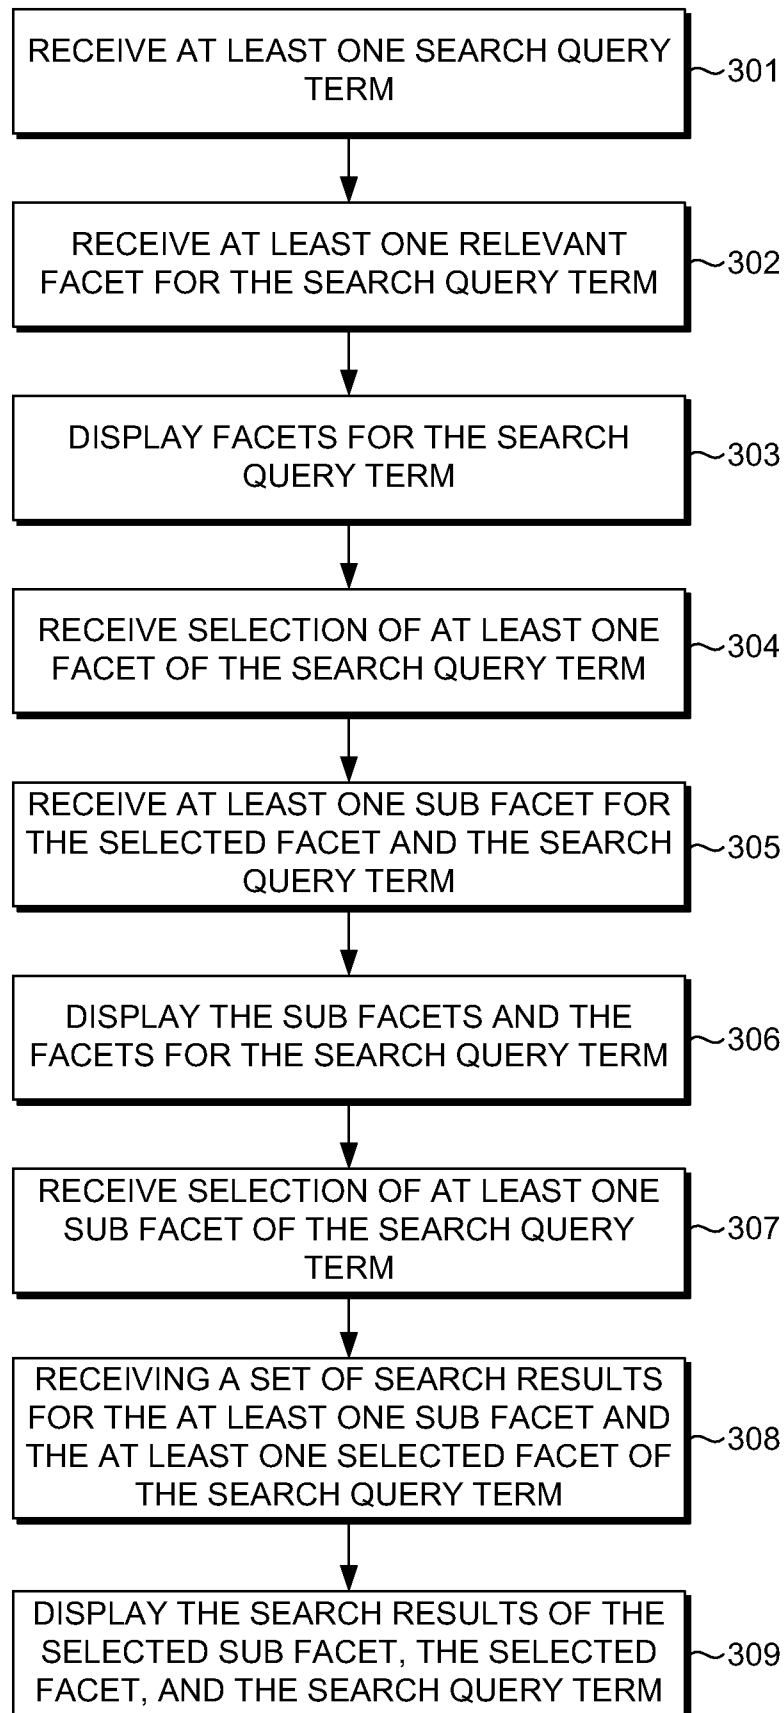 RECEIVE AT LEAST ONE SEARCH QUERY
TERM
301
RECEIVE AT LEAST ONE RELEVANT
FACET FOR THE SEARCH QUERY TERM
302
DISPLAY FACETS FOR THE SEARCH
QUERY TERM
303
RECEIVE SELECTION OF AT LEAST ONE
FACET OF THE SEARCH QUERY TERM
304
RECEIVE AT LEAST ONE SUB FACET FOR
THE SELECTED FACET AND THE SEARCH
QUERY TERM
305
DISPLAY THE SUB FACETS AND THE
FACETS FOR THE SEARCH QUERY TERM
306
RECEIVE SELECTION OF AT LEAST ONE
SUB FACET OF THE SEARCH QUERY
TERM
307
RECEIVING A SET OF SEARCH RESULTS
FOR THE AT LEAST ONE SUB FACET AND
THE AT LEAST ONE SELECTED FACET OF
THE SEARCH QUERY TERM
308
DISPLAY THE SEARCH RESULTS OF THE
SELECTED SUB FACET, THE SELECTED
FACET, AND THE SEARCH QUERY TERM
309